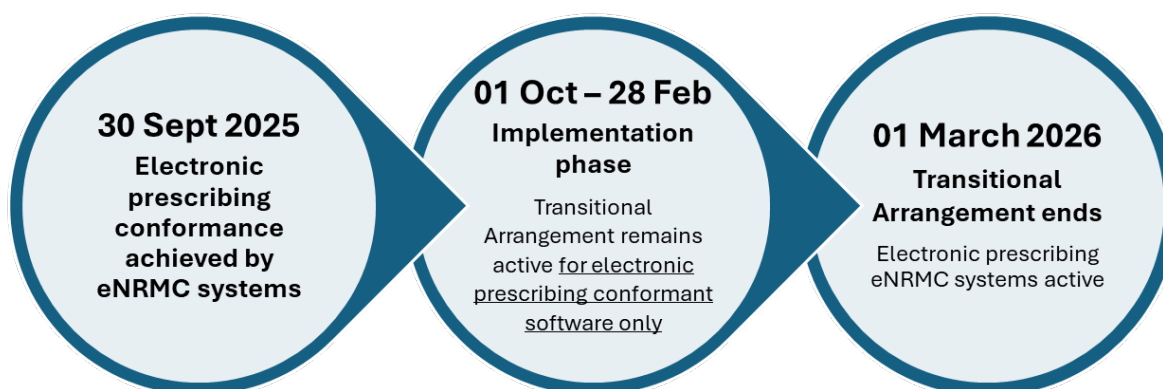 30 Sept 2025
Electronic
prescribing
conformance
achieved by
eNRMC systems
01 Oct – 28 Feb
Implementation
phase
Transitional
Arrangement remains
active for electronic
prescribing conformant
software only
01 March 2026
Transitional
Arrangement ends
Electronic prescribing
eNRMC systems active